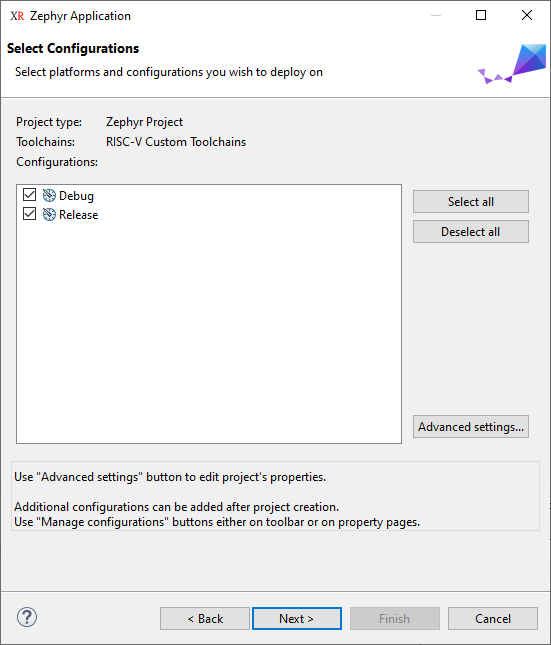 XR Zephyr Application
Select Configurations
Select platforms and configurations you wish to deploy on
Project type: Zephyr Project
Toolchains: RISC-V Custom Toolchains
Configurations:
Debug
Release
Select all
Deselect all
Advanced settings...
Use "Advanced settings" button to edit project's properties.
Additional configurations can be added after project creation.
Use "Manage configurations" buttons either on toolbar or on property pages.
? < Back Next > Finish Cancel